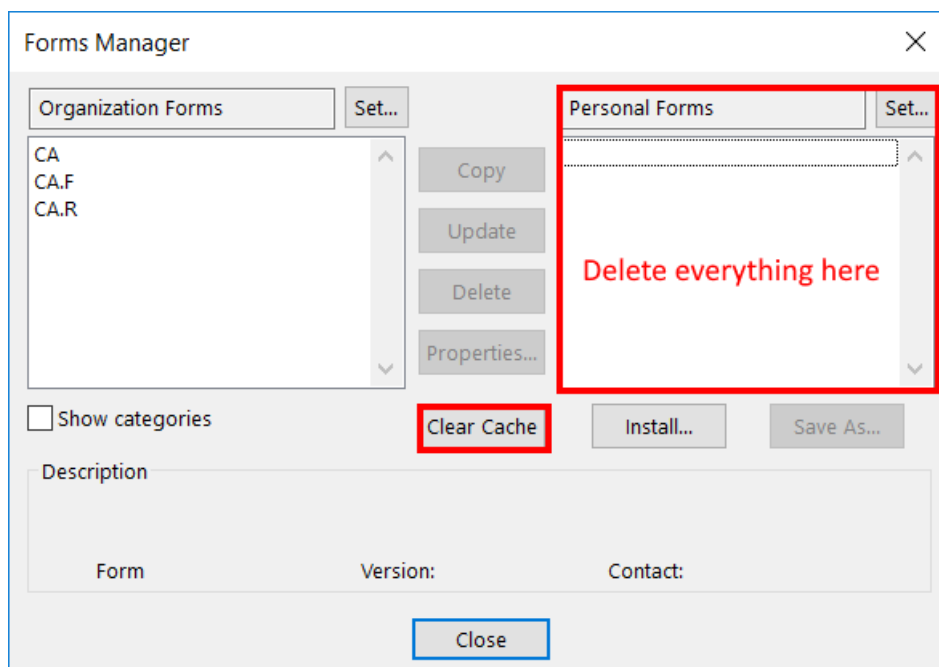 Forms Manager
Organization Forms
Set...
Personal Forms
Set...
CA
CA.F
CA.R
Copy
Update
Delete
Properties...
Delete everything here
Show categories
Clear Cache
Install...
Save As...
Description
Form
Version:
Contact:
Close